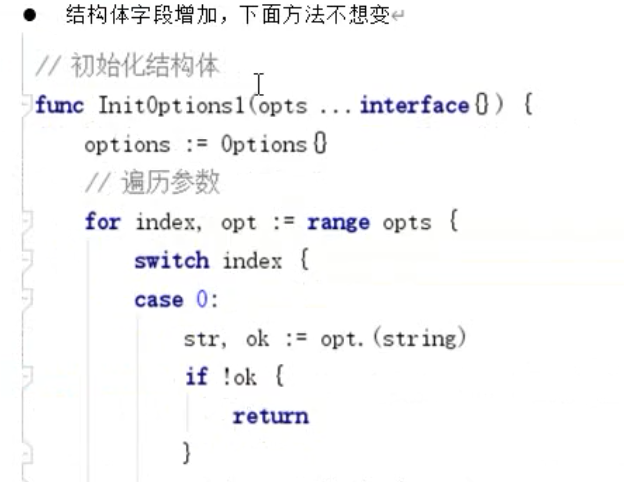 ● 结构体字段增加，下面方法不想变↵
// 初始化结构体
func InitOptions1(opts ...interface{}) {
options := Options{}
// 遍历参数
for index, opt := range opts {
switch index {
case 0:
str, ok := opt.(string)
if !ok {
return
}